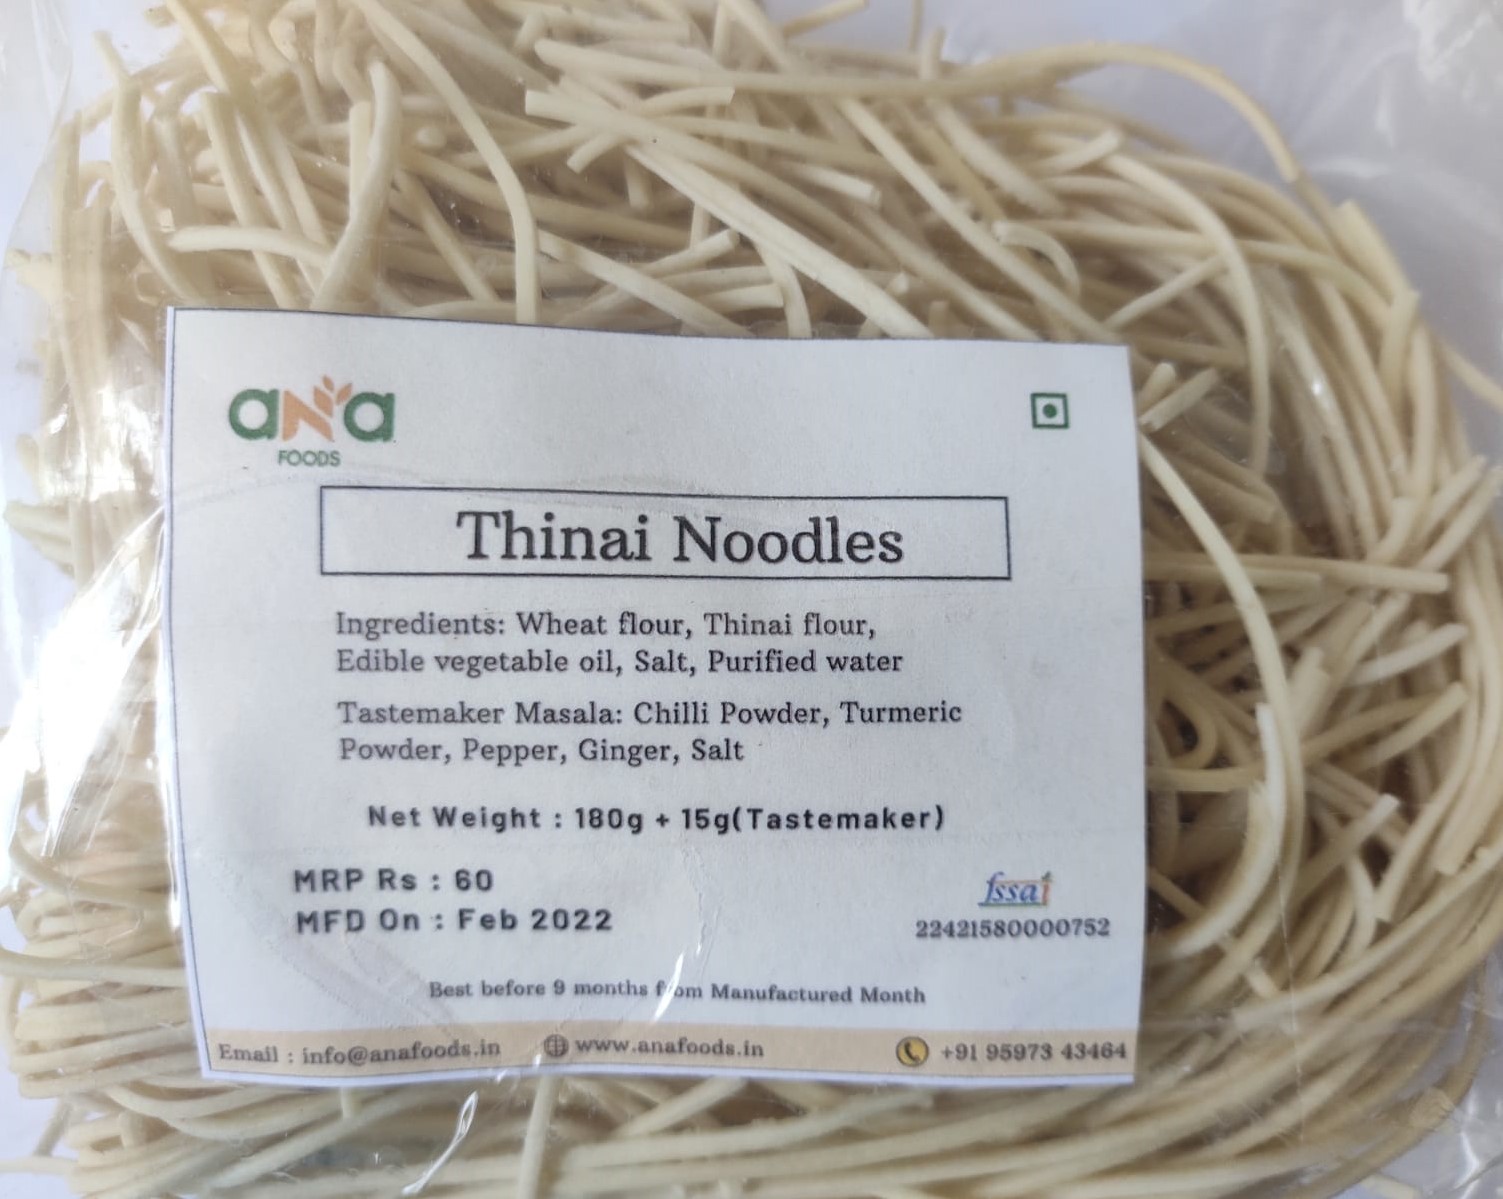 ana
FOODS
Thinai Noodles
Ingredients: Wheat flour, Thinai flour,
Edible vegetable oil, Salt, Purified water
Tastemaker Masala: Chilli Powder, Turmeric
Powder, Pepper, Ginger, Salt
Net Weight : 180g + 15g(Tastemaker)
MRP Rs : 60
MFD On : Feb 2022
fssai
22421580000752
Best before 9 months from Manufactured Month
Email : info@anafoods.in www.anafoods.in +91 95973 43464